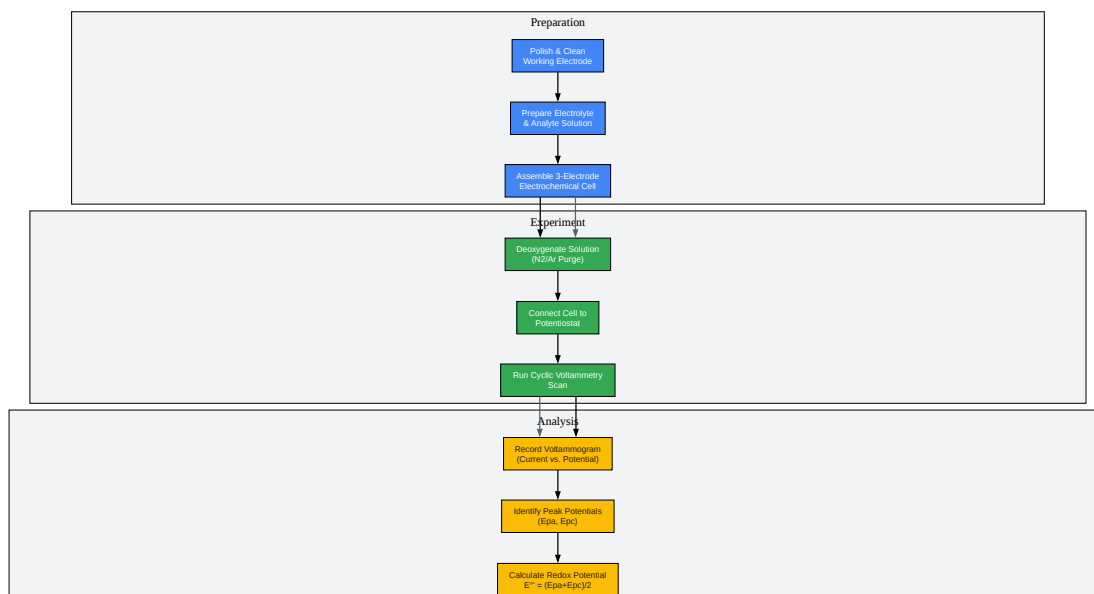 Preparation
Polish & Clean
Working Electrode
Prepare Electrolyte
& Analyte Solution
Assemble 3-Electrode
Electrochemical Cell
Experiment
Deoxygenate Solution
(N2/Ar Purge)
Connect Cell to
Potentiostat
Run Cyclic Voltammetry
Scan
Analysis
Record Voltammogram
(Current vs. Potential)
Identify Peak Potentials
(Epa, Epc)
Calculate Redox Potential
E°' = (Epa+Epc)/2